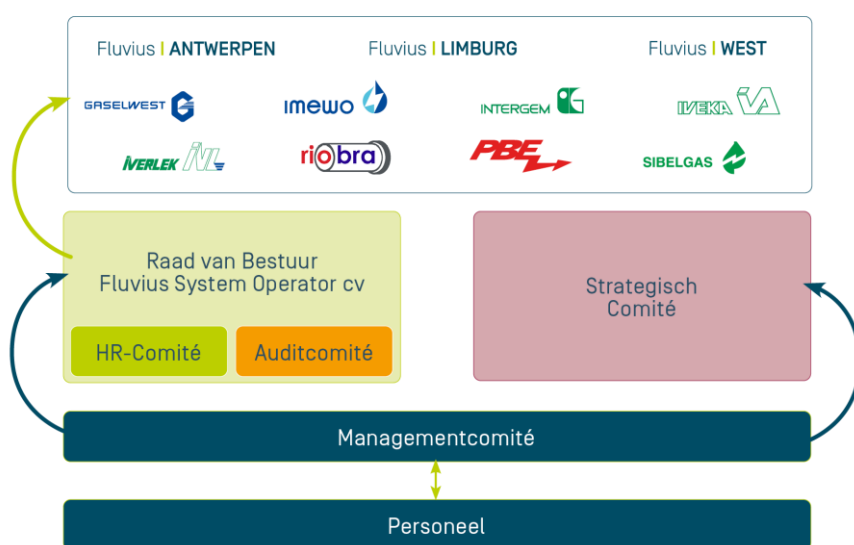 Fluvius | ANTWERPEN
Fluvius | LIMBURG
Fluvius | WEST
GASELWEST
IMEWO
INTERGEM
IVEKA
IVERLEK
riobra
PBE
SIBELGAS
Raad van Bestuur
Fluvius System Operator cv
Strategisch
Comité
HR-Comité
Auditcomité
Managementcomité
Personeel